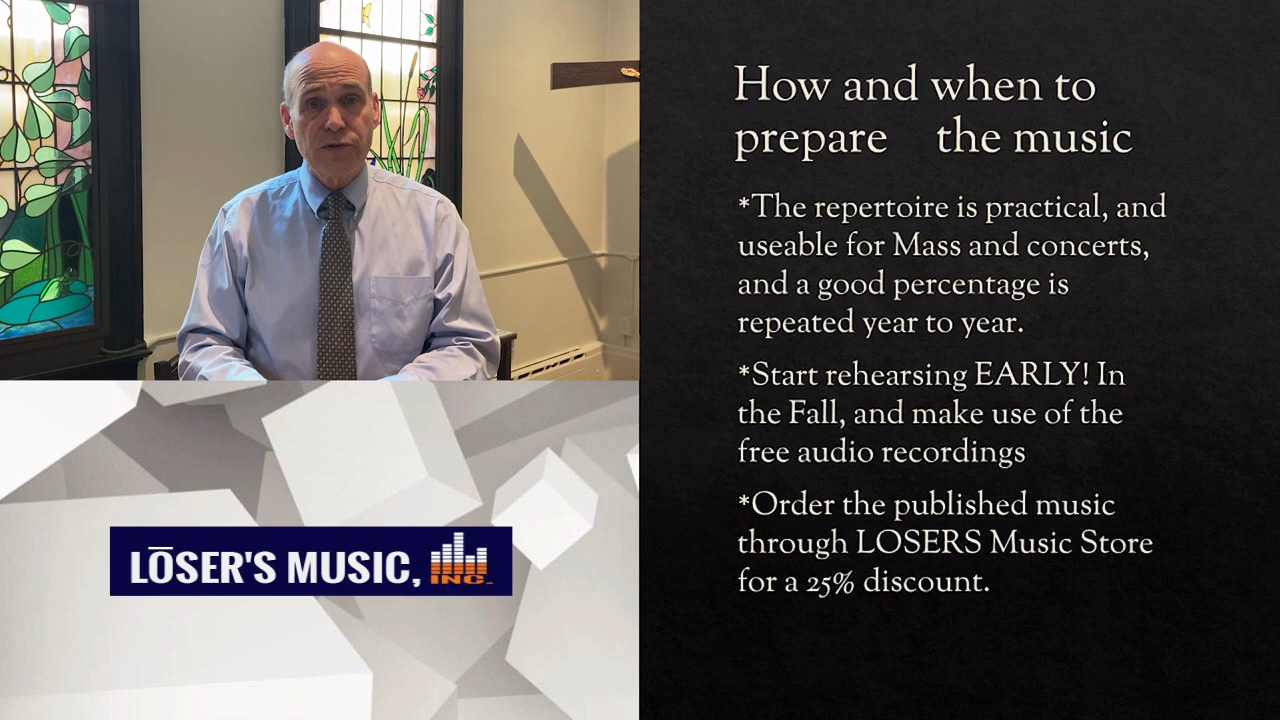 How and when to
prepare the music
*The repertoire is practical, and
useable for Mass and concerts,
and a good percentage is
repeated year to year.
*Start rehearsing EARLY! In
the Fall, and make use of the
free audio recordings
*Order the published music
through LOSERS Music Store
for a 25% discount.
LŌSER'S MUSIC, INC.